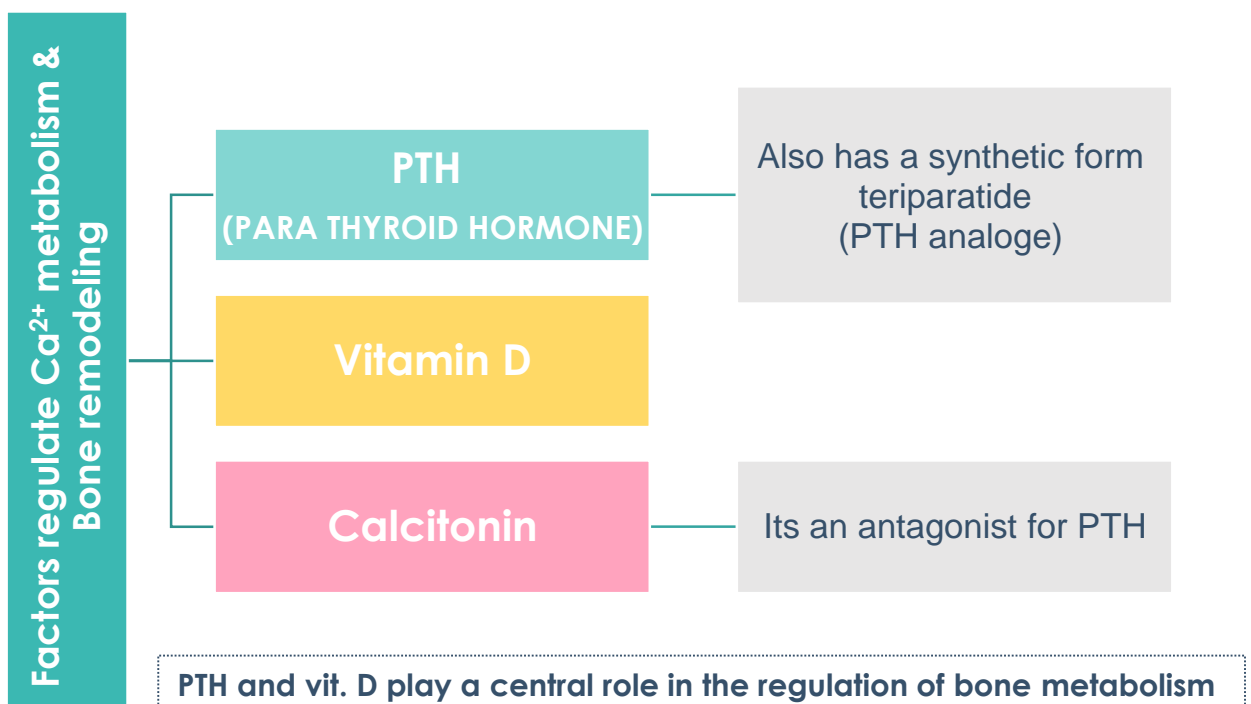 Factors regulate Ca²⁺ metabolism &
Bone remodeling
PTH
(PARA THYROID HORMONE)
Also has a synthetic form
teriparatide
(PTH analoge)
Vitamin D
Calcitonin
Its an antagonist for PTH
PTH and vit. D play a central role in the regulation of bone metabolism